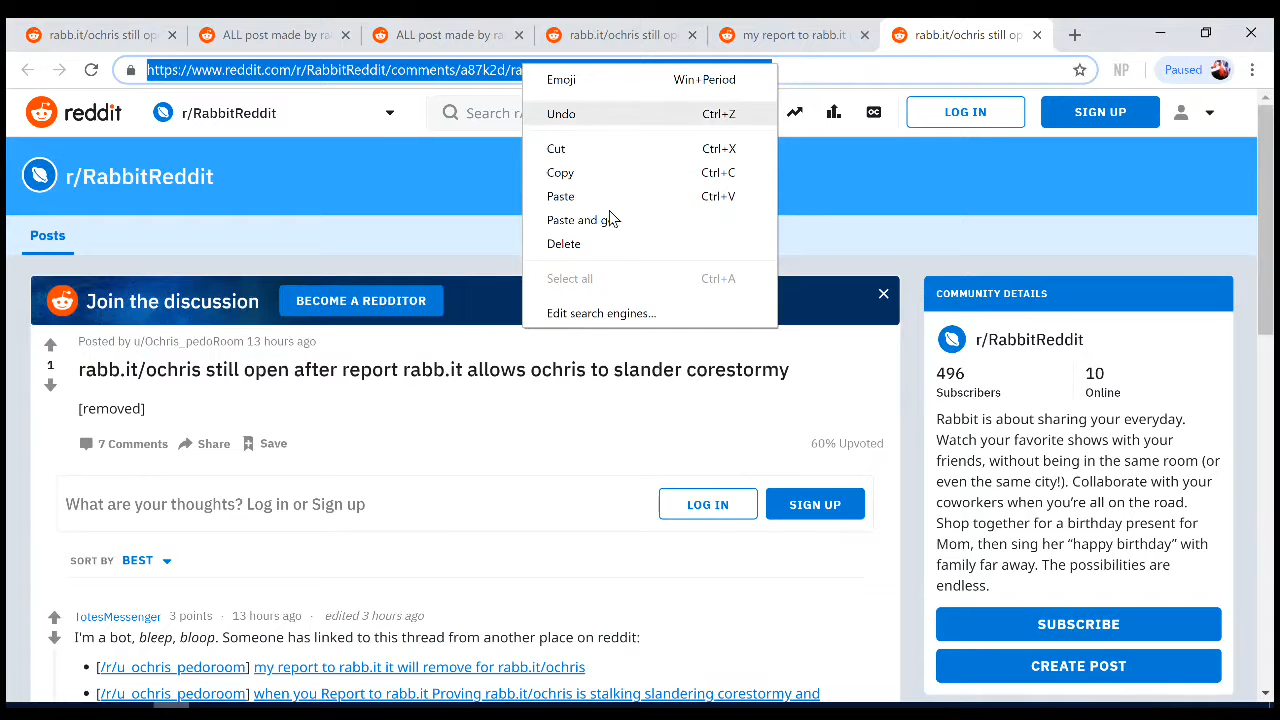 rabb.it/ochris still op
ALL post made by ra
ALL post made by ra
rabb.it/ochris still op
my report to rabb.it
rabb.it/ochris still op
https://www.reddit.com/r/RabbitReddit/comments/a87k2d/ra
NP
Paused
Emoji Win+Period
Undo Ctrl+Z
Cut Ctrl+X
Copy Ctrl+C
Paste Ctrl+V
Paste and g
Delete
Select all Ctrl+A
Edit search engines...
reddit
r/RabbitReddit
Search r
LOG IN
SIGN UP
r/RabbitReddit
Posts
Join the discussion
BECOME A REDDITOR
Posted by u/Ochris_pedoRoom 13 hours ago
1
rabb.it/ochris still open after report rabb.it allows ochris to slander corestormy
[removed]
7 Comments Share Save
60% Upvoted
What are your thoughts? Log in or Sign up
LOG IN
SIGN UP
SORT BY BEST
TotesMessenger 3 points · 13 hours ago · edited 3 hours ago
I'm a bot, bleep, bloop. Someone has linked to this thread from another place on reddit:
• [/r/u_ochris_pedoroom] my report to rabb.it it will remove for rabb.it/ochris
• [/r/u_ochris_pedoroom] when you Report to rabb.it Proving rabb.it/ochris is stalking slandering corestormy and
COMMUNITY DETAILS
r/RabbitReddit
496 10
Subscribers Online
Rabbit is about sharing your everyday.
Watch your favorite shows with your
friends, without being in the same room (or
even the same city!). Collaborate with your
coworkers when you're all on the road.
Shop together for a birthday present for
Mom, then sing her "happy birthday" with
family far away. The possibilities are
endless.
SUBSCRIBE
CREATE POST